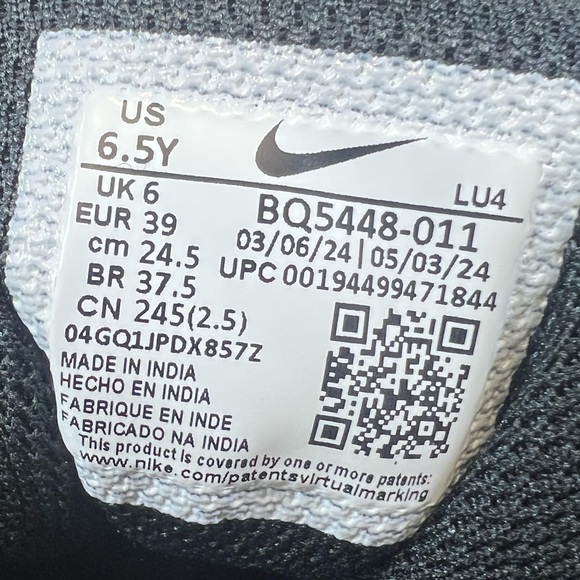 US
6.5Y
LU4
UK 6
BQ5448-011
EUR 39
03/06/24|05/03/24
cm 24.5
UPC 00194499471844
BR 37.5
CN 245(2.5)
04GQ1JPDX857Z
MADE IN INDIA
HECHO EN INDIA
FABRIQUE EN INDE
FABRICADO NA INDIA
This product is covered by one or more patents:
www.nike.com/patentsvirtualmarking